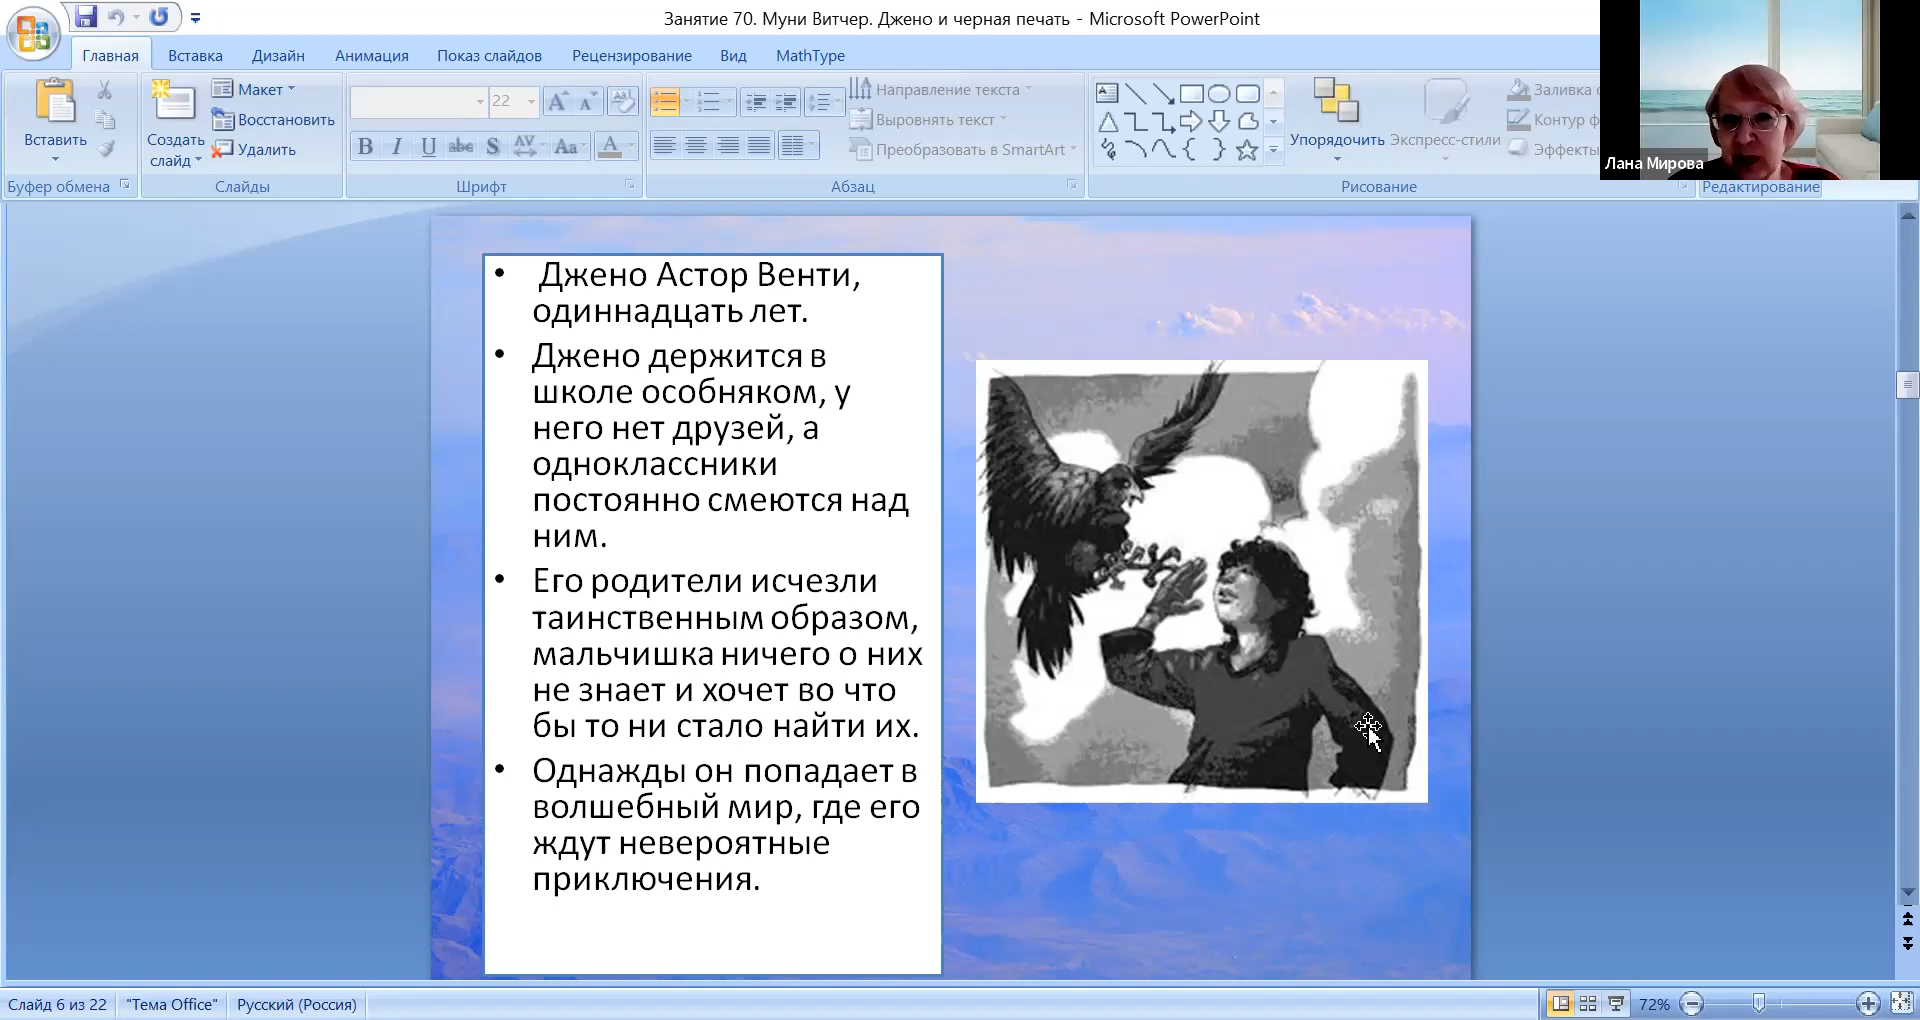 Занятие 70. Муни Витчер. Джено и черная печать - Microsoft PowerPoint
Главная Вставка Дизайн Анимация Показ слайдов Рецензирование Вид MathType
Вставить
Буфер обмена
Создать слайд
Макет
Восстановить
Удалить
Слайды
22
Ж К Ч
B I U abc S AV Aa A
Шрифт
Направление текста
Выровнять текст
Преобразовать в SmartArt
Абзац
Упорядочить
Экспресс-стили
Заливка
Контур ф
Эффекты
Рисование
Редактирование
Лана Мирова
• Джено Астор Венти,
одиннадцать лет.
• Джено держится в
школе особняком, у
него нет друзей, а
одноклассники
постоянно смеются над
ним.
• Его родители исчезли
таинственным образом,
мальчишка ничего о них
не знает и хочет во что
бы то ни стало найти их.
• Однажды он попадает в
волшебный мир, где его
ждут невероятные
приключения.
Слайд 6 из 22 "Тема Office" Русский (Россия) 72%